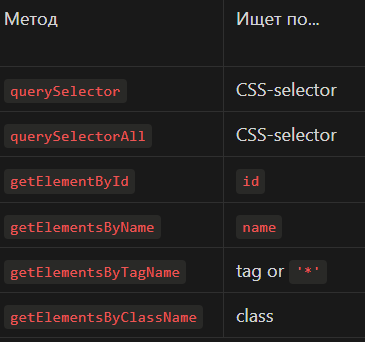 Метод Ищет по...
querySelector CSS-selector
querySelectorAll CSS-selector
getElementById id
getElementsByName name
getElementsByTagName tag or '*'
getElementsByClassName class